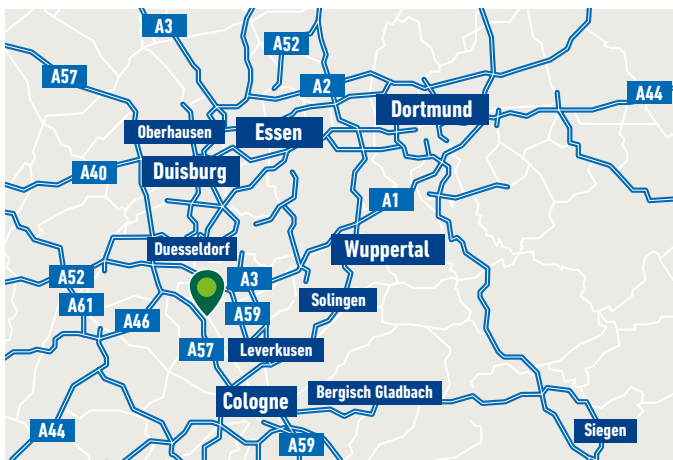 A3
A52
A57
A2
A44
Dortmund
Oberhausen
Essen
Duisburg
A40
A1
Duesseldorf
Wuppertal
A52
A3
A61
A59
Solingen
A46
A57
Leverkusen
Bergisch Gladbach
Cologne
A44
A59
Siegen